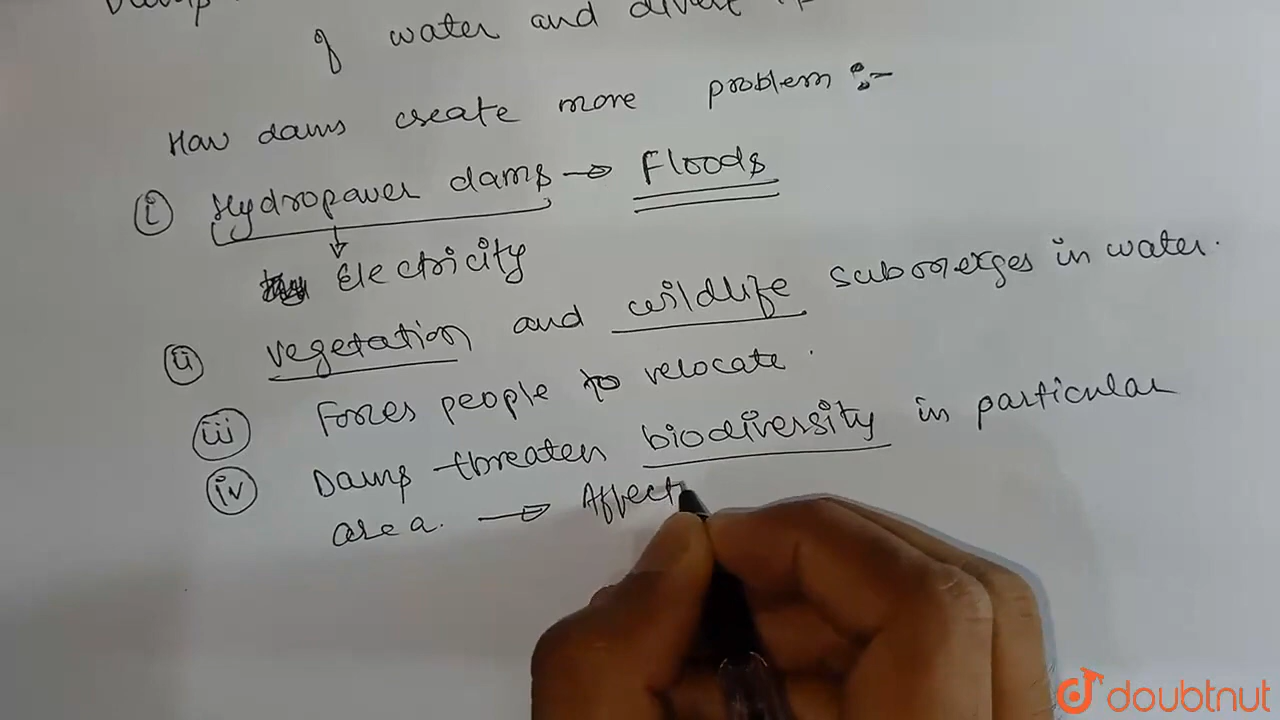 of water and divert
How dams create more problem :-
(i) Hydropower dams → Floods
Electricity
(ii) vegetation and wildlife submerges in water.
(iii) Forces people to relocate.
(iv) Dams threaten biodiversity in particular
area. → Affect
doubtnut